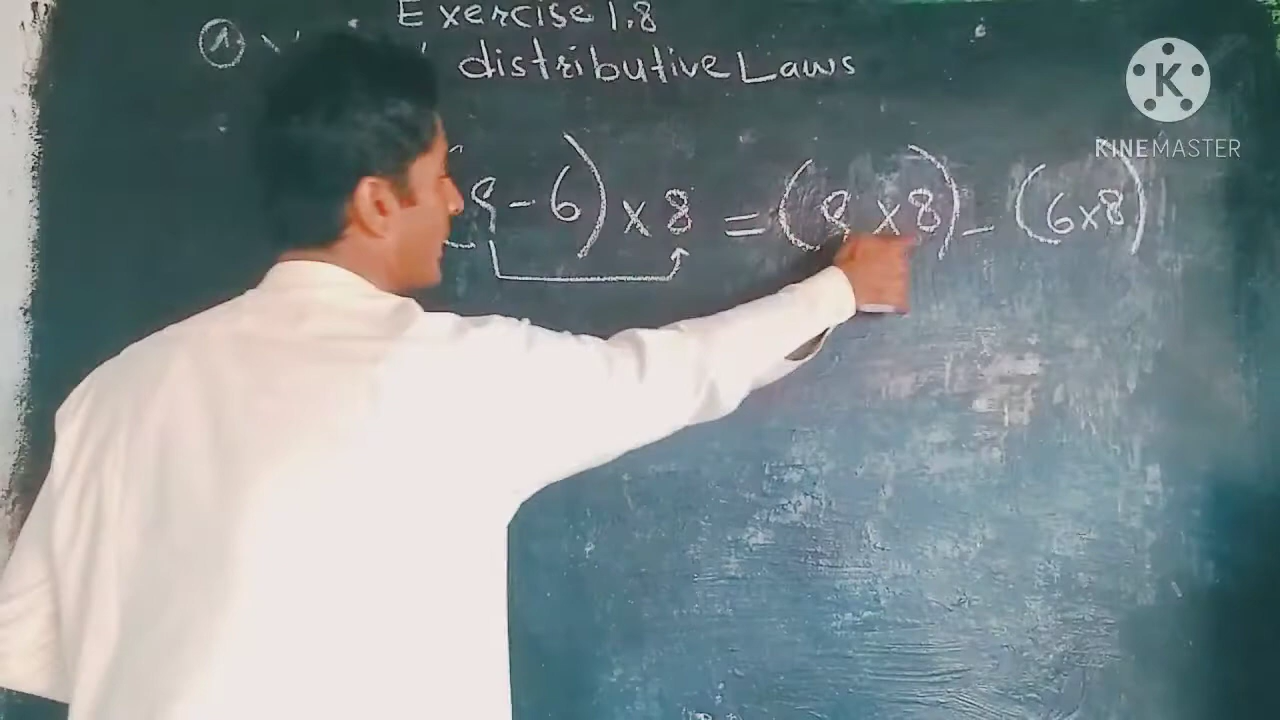 Exercise 1.8
① distributive Laws
9 - 6) × 8 = (9 × 8) - (6×8)
K
KINEMASTER